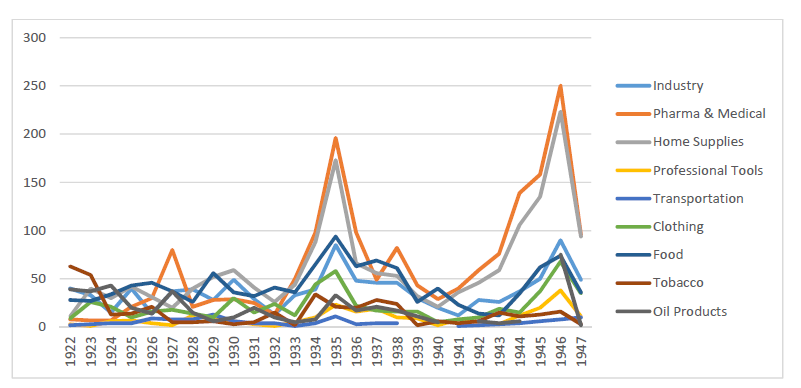 300
250
200
150
100
50
0
1922 1923 1924 1925 1926 1927 1928 1929 1930 1931 1932 1933 1934 1935 1936 1937 1938 1939 1940 1941 1942 1943 1944 1945 1946 1947
Industry
Pharma & Medical
Home Supplies
Professional Tools
Transportation
Clothing
Food
Tobacco
Oil Products